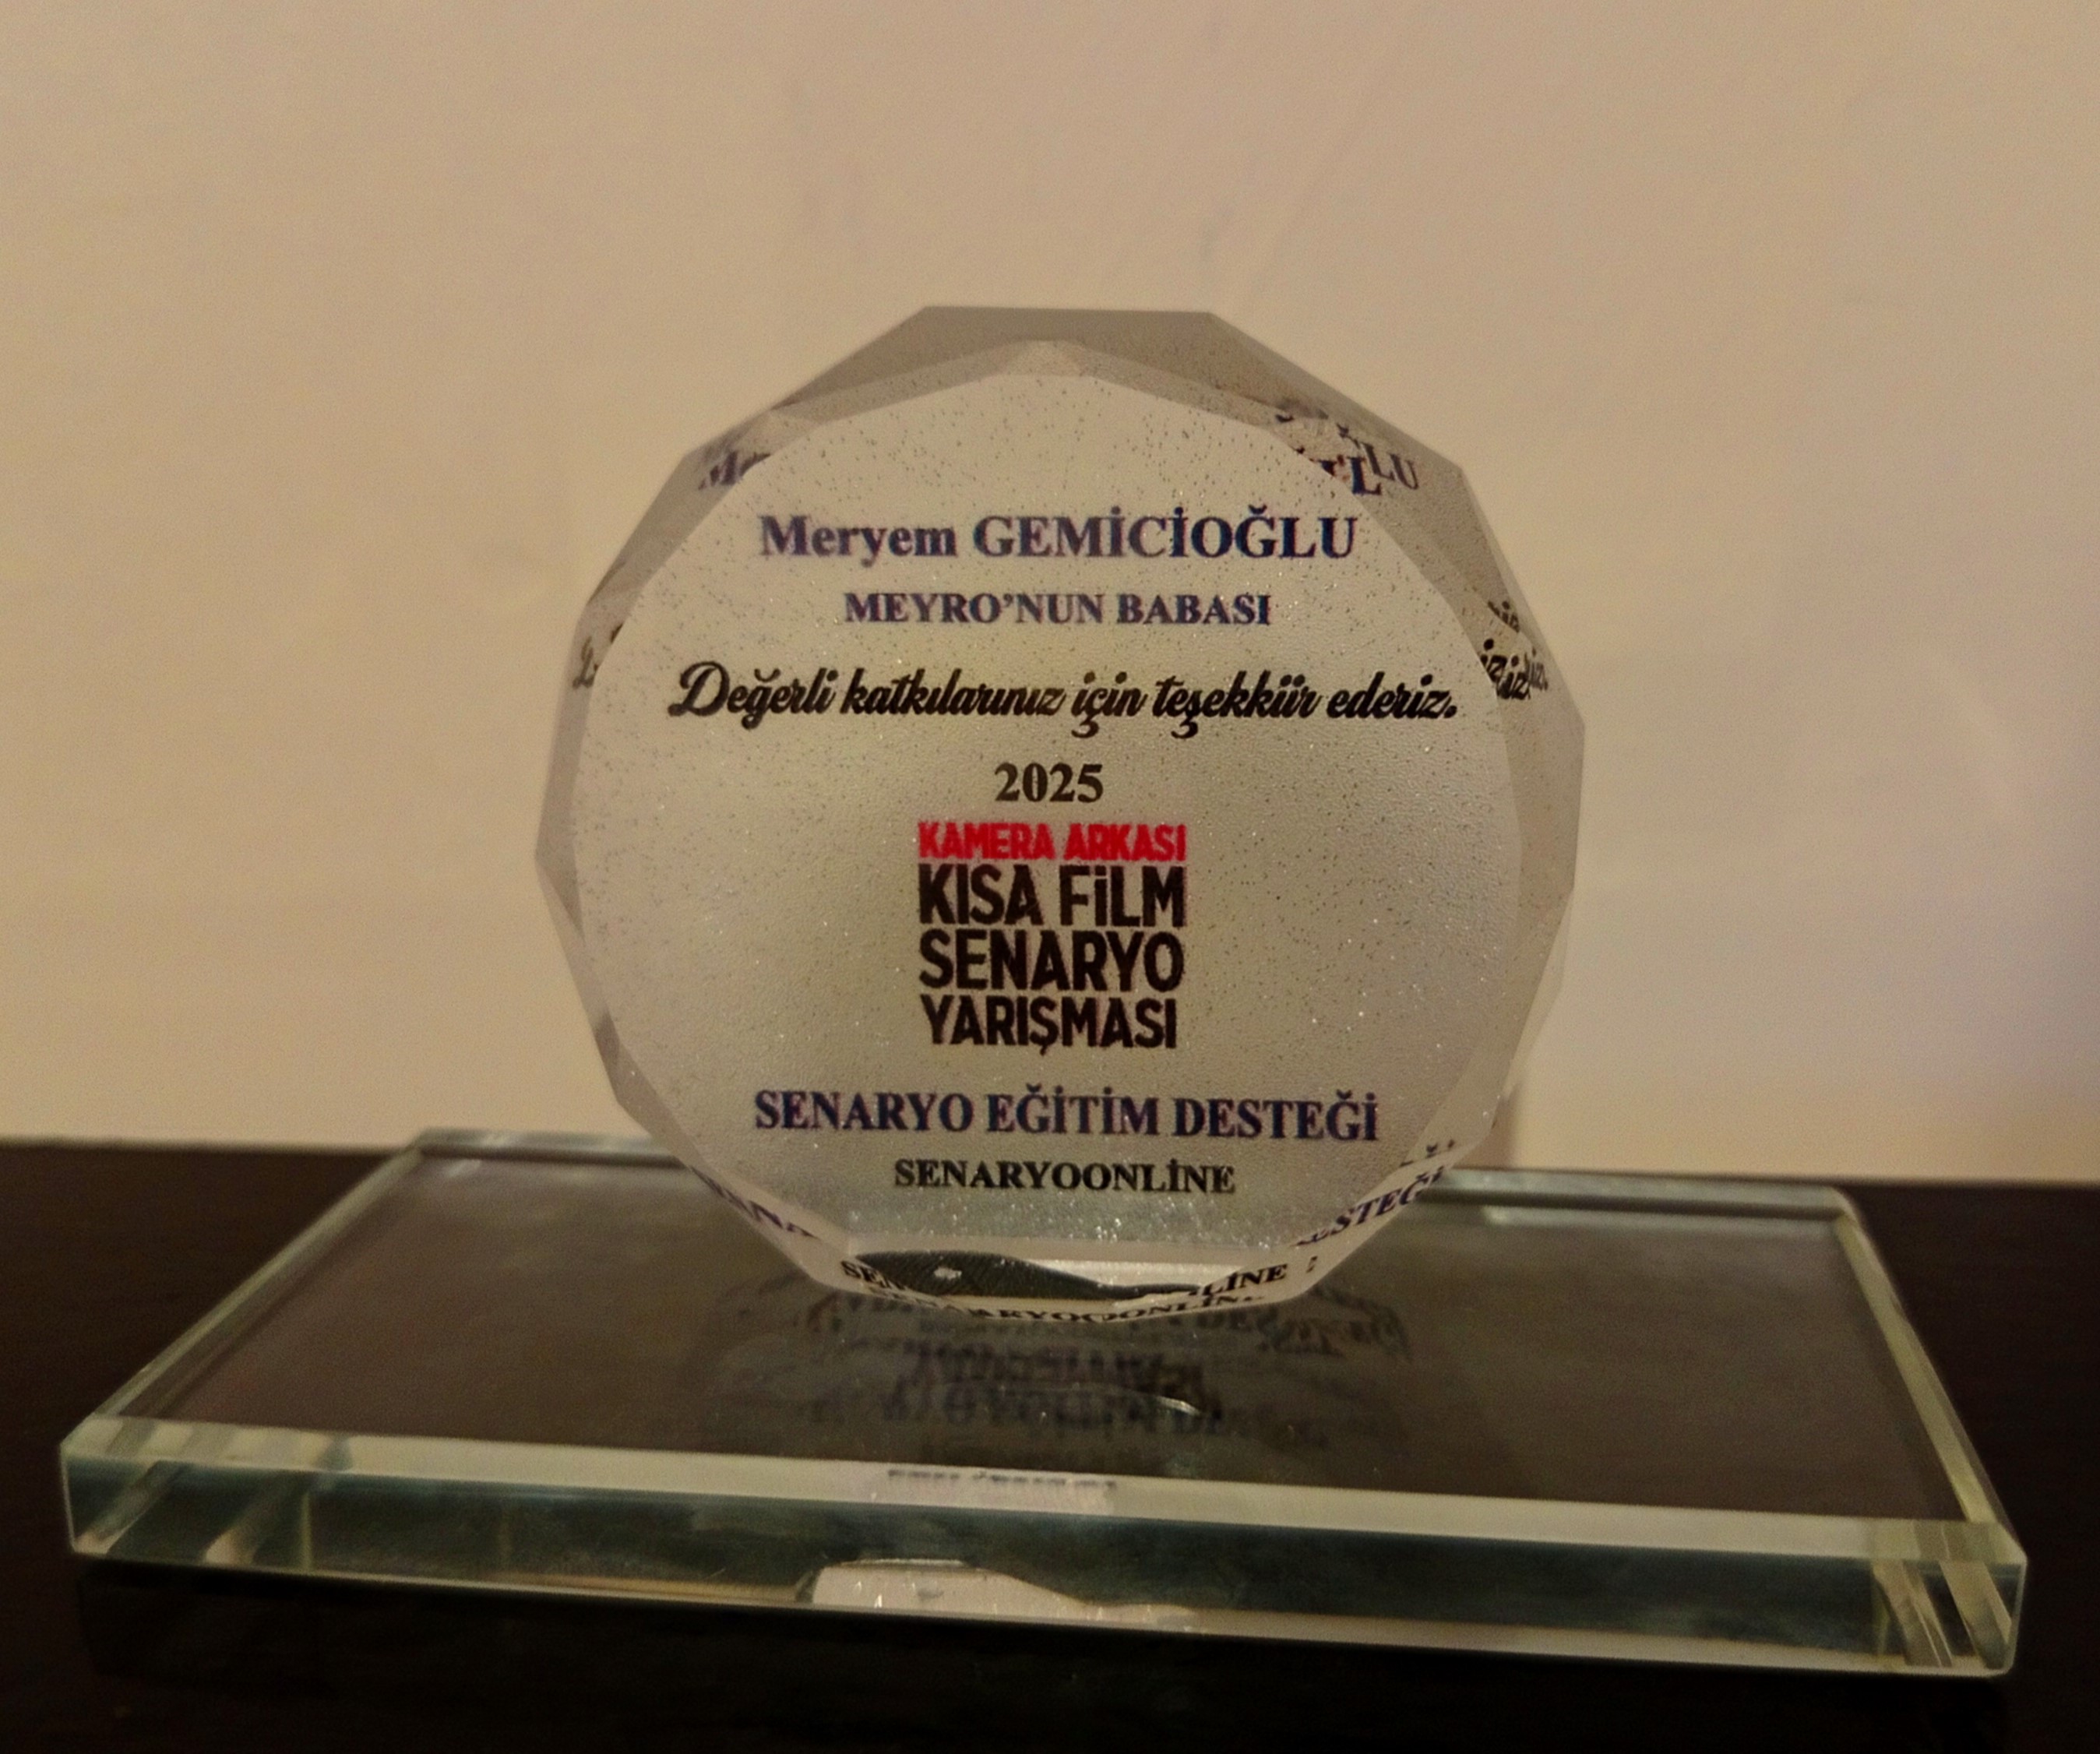 Meryem GEMİCİOĞLU
MEYRO'NUN BABASI
Değerli katkılarınız için teşekkür ederiz.
2025
KAMERA ARKASI
KISA FİLM
SENARYO
YARIŞMASI
SENARYO EĞİTİM DESTEĞİ
SENARYOONLİNE